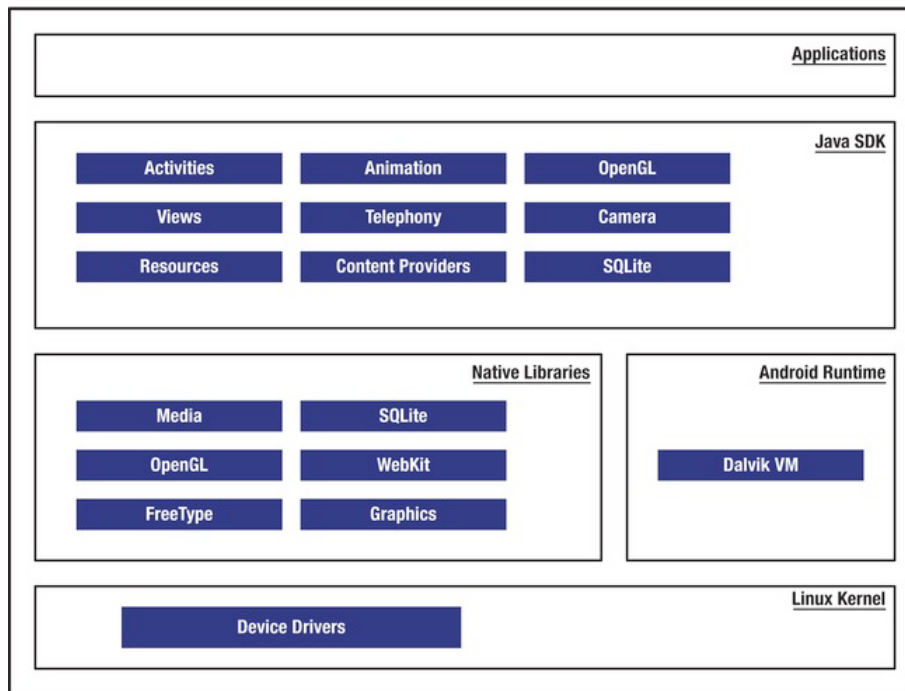 Applications
Java SDK
Activities
Animation
OpenGL
Views
Telephony
Camera
Resources
Content Providers
SQLite
Native Libraries
Media
SQLite
OpenGL
WebKit
FreeType
Graphics
Android Runtime
Dalvik VM
Linux Kernel
Device Drivers